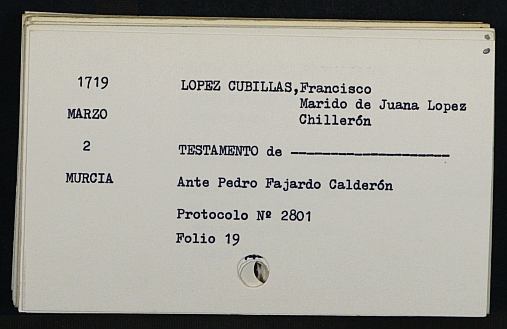 1719 LOPEZ CUBILLAS,Francisco
Marido de Juana Lopez
MARZO
Chillerón
2
TESTAMENTO de --------------------
MURCIA
Ante Pedro Fajardo Calderón
Protocolo Nº 2801
Folio 19